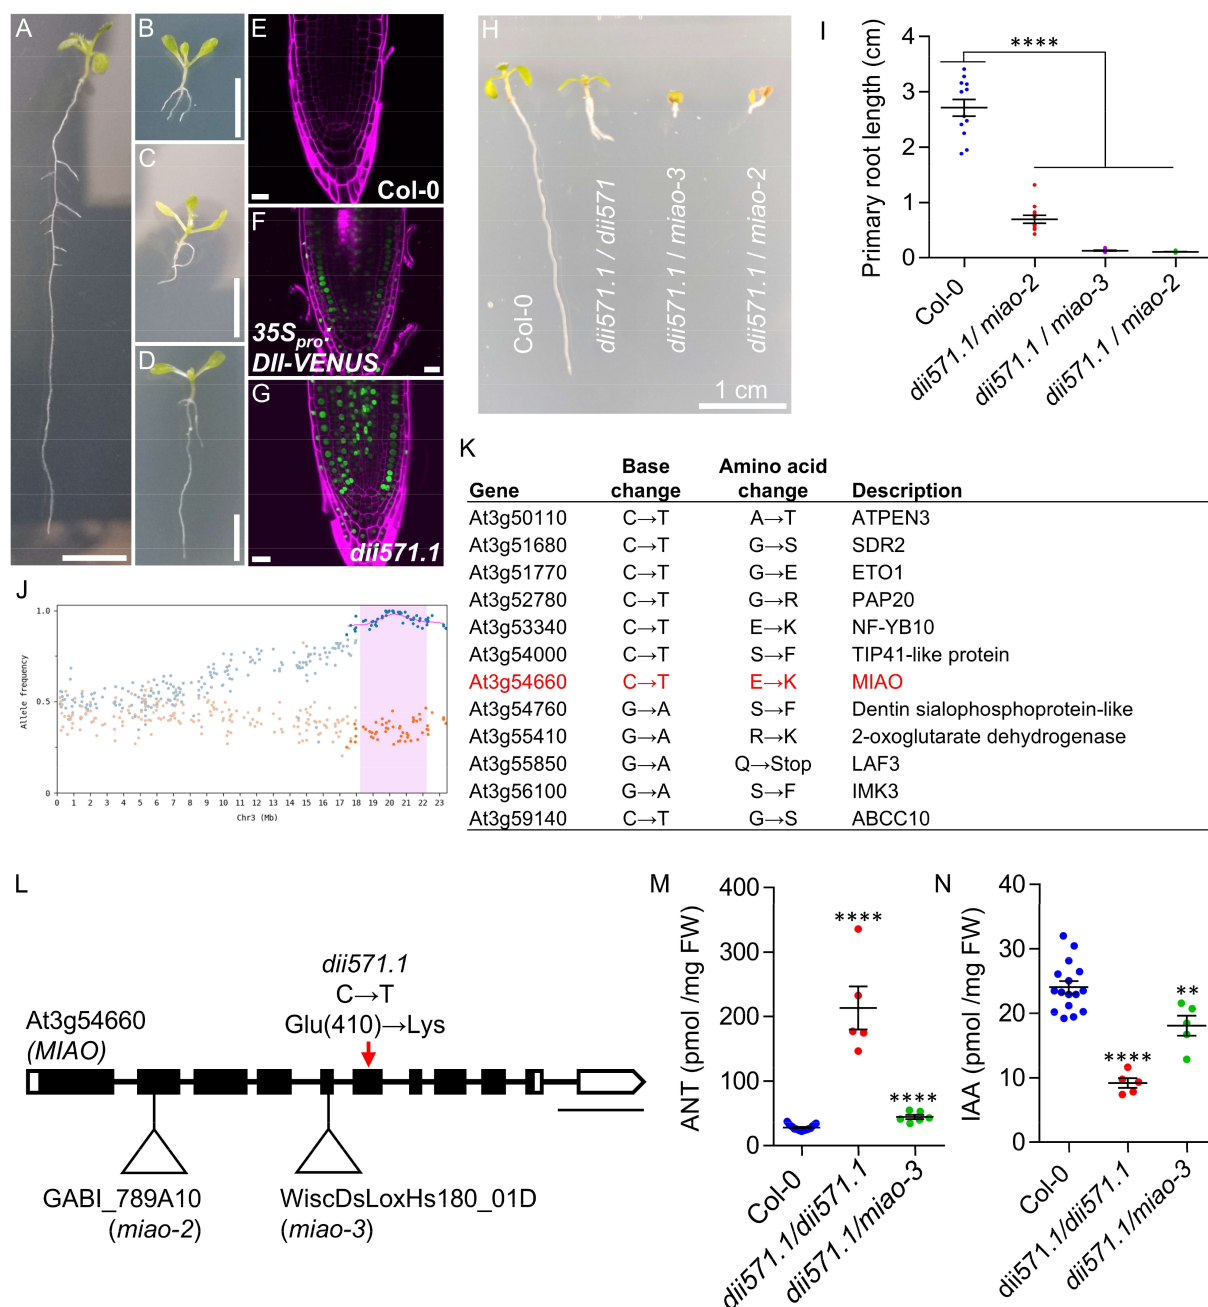 A
B
C
D
E
Col-0
F
35Spro:
DII-VENUS
G
dii571.1
H
Col-0
dii571.1 / dii571
dii571.1 / miao-3
dii571.1 / miao-2
1 cm
I
Primary root length (cm)
4
3
2
1
0
****
Col-0
dii571.1/ miao-2
dii571.1 / miao-3
dii571.1 / miao-2
J
Allele frequency
1.0
0.5
0
0 1 2 3 4 5 6 7 8 9 10 11 12 13 14 15 16 17 18 19 20 21 22 23
Chr3 (Mb)
K
Gene Base change Amino acid change Description
At3g50110 C→T A→T ATPEN3
At3g51680 C→T G→S SDR2
At3g51770 C→T G→E ETO1
At3g52780 C→T G→R PAP20
At3g53340 C→T E→K NF-YB10
At3g54000 C→T S→F TIP41-like protein
At3g54660 C→T E→K MIAO
At3g54760 G→A S→F Dentin sialophosphoprotein-like
At3g55410 G→A R→K 2-oxoglutarate dehydrogenase
At3g55850 G→A Q→Stop LAF3
At3g56100 G→A S→F IMK3
At3g59140 C→T G→S ABCC10
L
dii571.1
C→T
Glu(410)→Lys
At3g54660
(MIAO)
GABI_789A10
(miao-2)
WiscDsLoxHs180_01D
(miao-3)
M
ANT (pmol /mg FW)
400
300
200
100
0
****
****
Col-0
dii571.1/dii571.1
dii571.1/miao-3
N
IAA (pmol /mg FW)
40
30
20
10
0
****
**
Col-0
dii571.1/dii571.1
dii571.1/miao-3